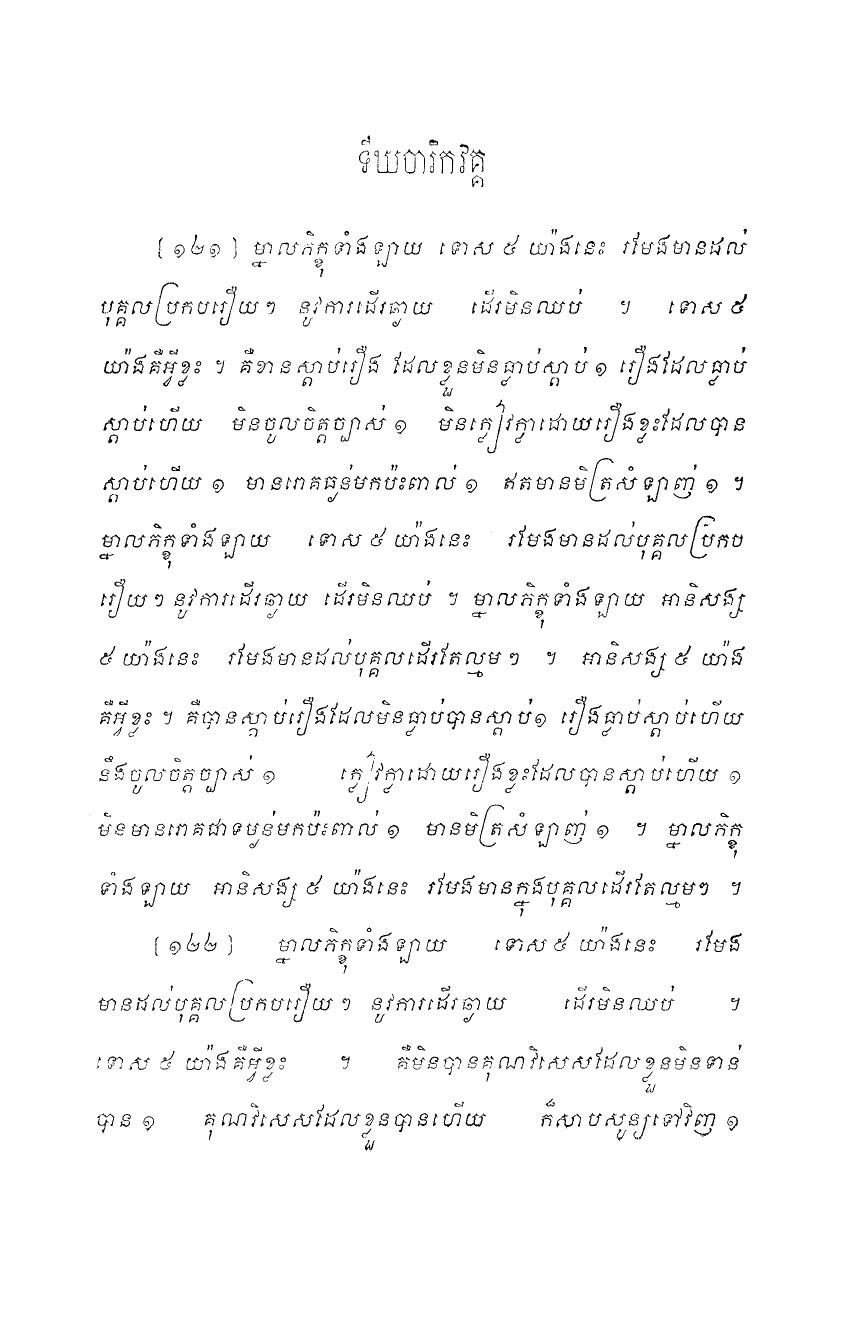 ទីឃចារិកវគ្គ
[១២១] ម្នាលភិក្ខុទាំងឡាយ ទោស ៥ យ៉ាងនេះ រមែងមានដល់
បុគ្គលប្រកបរឿយៗ នូវការដើរឆ្ងាយ ដើរមិនឈប់ ។ ទោស ៥
យ៉ាងគឺអ្វីខ្លះ ។ គឺខានស្តាប់រឿង ដែលខ្លួនមិនធ្លាប់ស្តាប់ ១ រឿងដែលធ្លាប់
ស្តាប់ហើយ មិនចូលចិត្តច្បាស់ ១ មិនក្លៀវក្លាដោយរឿងខ្លះដែលបាន
ស្តាប់ហើយ ១ មានរោគធ្ងន់មកប៉ះពាល់ ១ ឥតមានមិត្រសំឡាញ់ ១ ។
ម្នាលភិក្ខុទាំងឡាយ ទោស ៥ យ៉ាងនេះ រមែងមានដល់បុគ្គលប្រកប
រឿយៗ នូវការដើរឆ្ងាយ ដើរមិនឈប់ ។ ម្នាលភិក្ខុទាំងឡាយ អានិសង្ស
៥ យ៉ាងនេះ រមែងមានដល់បុគ្គលដើរតែល្មមៗ ។ អានិសង្ស ៥ យ៉ាង
គឺអ្វីខ្លះ ។ គឺបានស្តាប់រឿងដែលមិនធ្លាប់បានស្តាប់ ១ រឿងធ្លាប់ស្តាប់ហើយ
នឹងចូលចិត្តច្បាស់ ១ ក្លៀវក្លាដោយរឿងខ្លះដែលបានស្តាប់ហើយ ១
មិនមានរោគជាទម្ងន់មកប៉ះពាល់ ១ មានមិត្រសំឡាញ់ ១ ។ ម្នាលភិក្ខុ
ទាំងឡាយ អានិសង្ស ៥ យ៉ាងនេះ រមែងមានក្នុងបុគ្គលដើរតែល្មមៗ ។
[១២២] ម្នាលភិក្ខុទាំងឡាយ ទោស ៥ យ៉ាងនេះ រមែង
មានដល់បុគ្គលប្រកបរឿយៗ នូវការដើរឆ្ងាយ ដើរមិនឈប់ ។
ទោស ៥ យ៉ាងគឺអ្វីខ្លះ ។ គឺមិនបានគុណវិសេសដែលខ្លួនមិនទាន់
បាន ១ គុណវិសេសដែលខ្លួនបានហើយ ក៏សាបសូន្យទៅវិញ ១